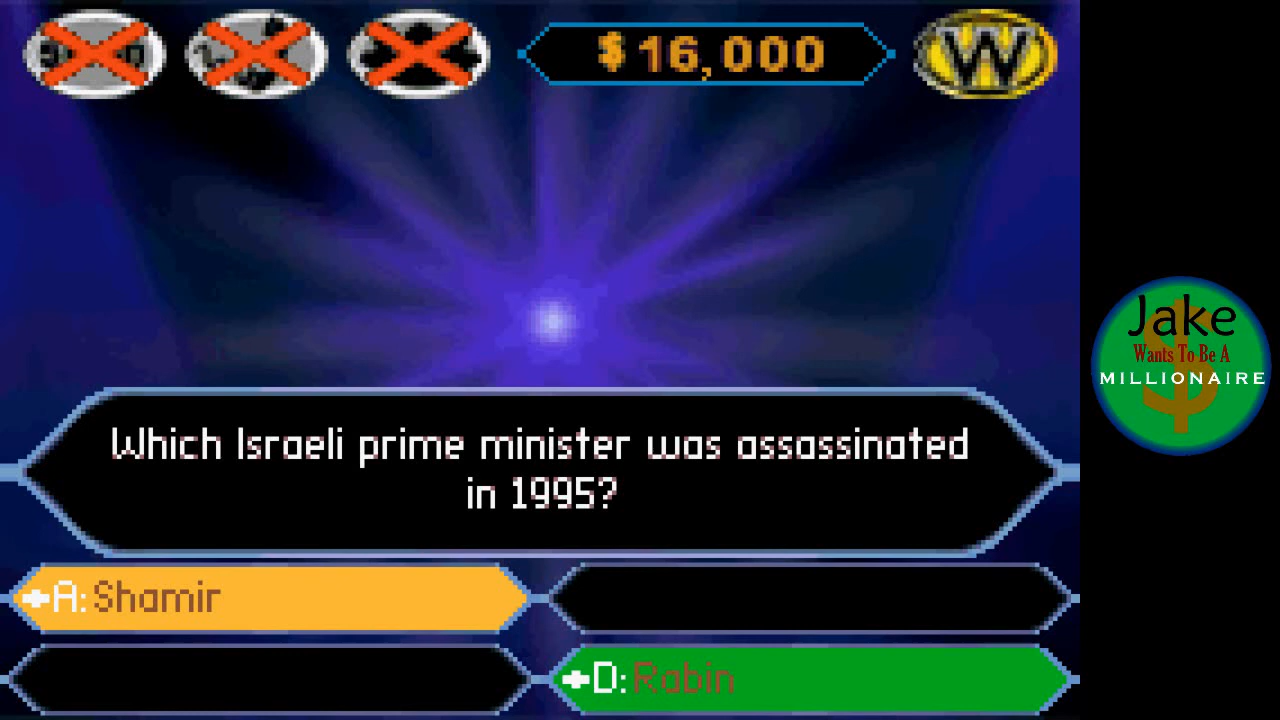 $16,000
W
Jake
Wants To Be A
MILLIONAIRE
Which Israeli prime minister was assassinated
in 1995?
A: Shamir
D: Rabin